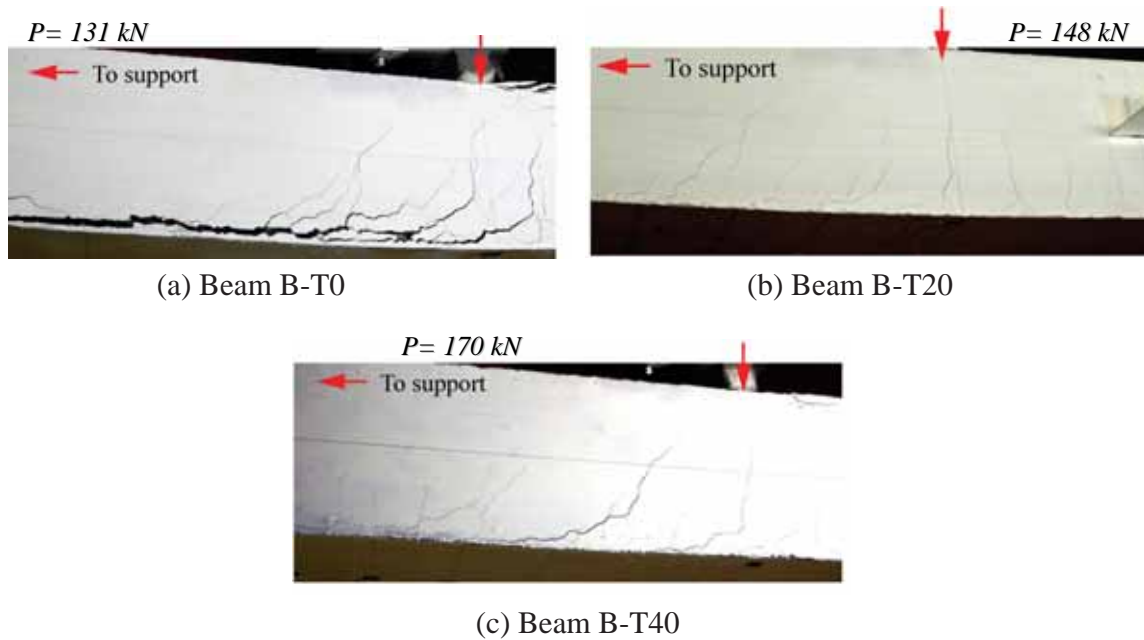 P= 131 kN
To support
P= 148 kN
To support
(a) Beam B-T0
(b) Beam B-T20
P= 170 kN
To support
(c) Beam B-T40